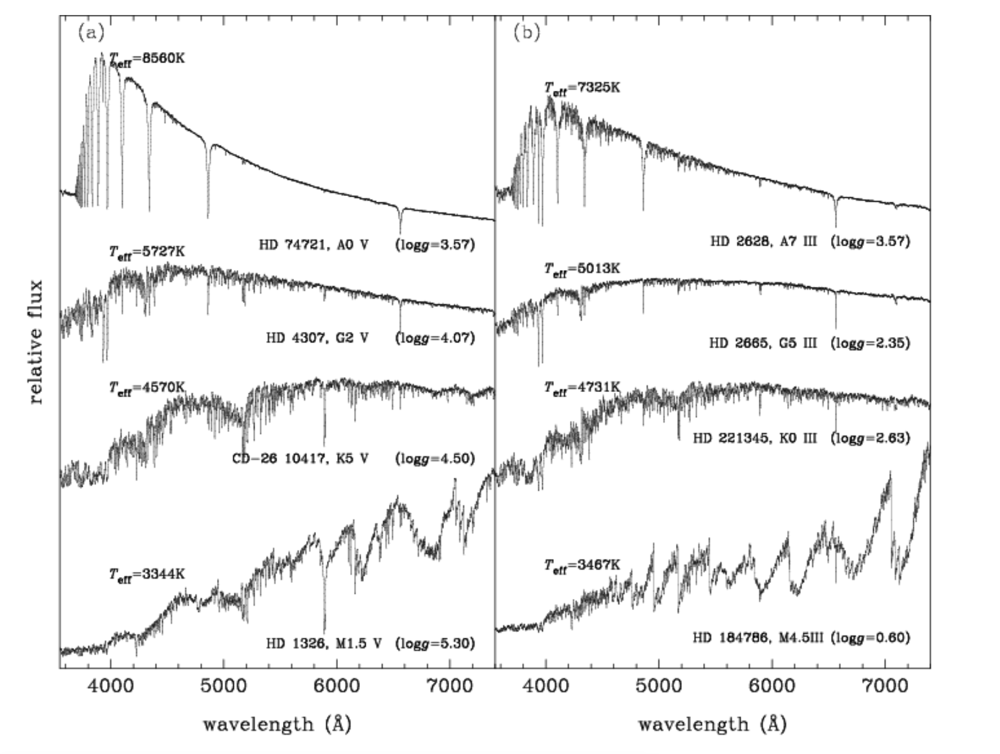 (a)
Teff=8560K
HD 74721, A0 V (logg=3.57)
Teff=5727K
HD 4307, G2 V (logg=4.07)
Teff=4570K
CD-26 10417, K5 V (logg=4.50)
Teff=3344K
HD 1326, M1.5 V (logg=5.30)
(b)
Teff=7325K
HD 2628, A7 III (logg=3.57)
Teff=5013K
HD 2665, G5 III (logg=2.35)
Teff=4731K
HD 221345, K0 III (logg=2.63)
Teff=3467K
HD 184786, M4.5III (logg=0.60)
relative flux
4000 5000 6000 7000 4000 5000 6000 7000
wavelength (Å) wavelength (Å)